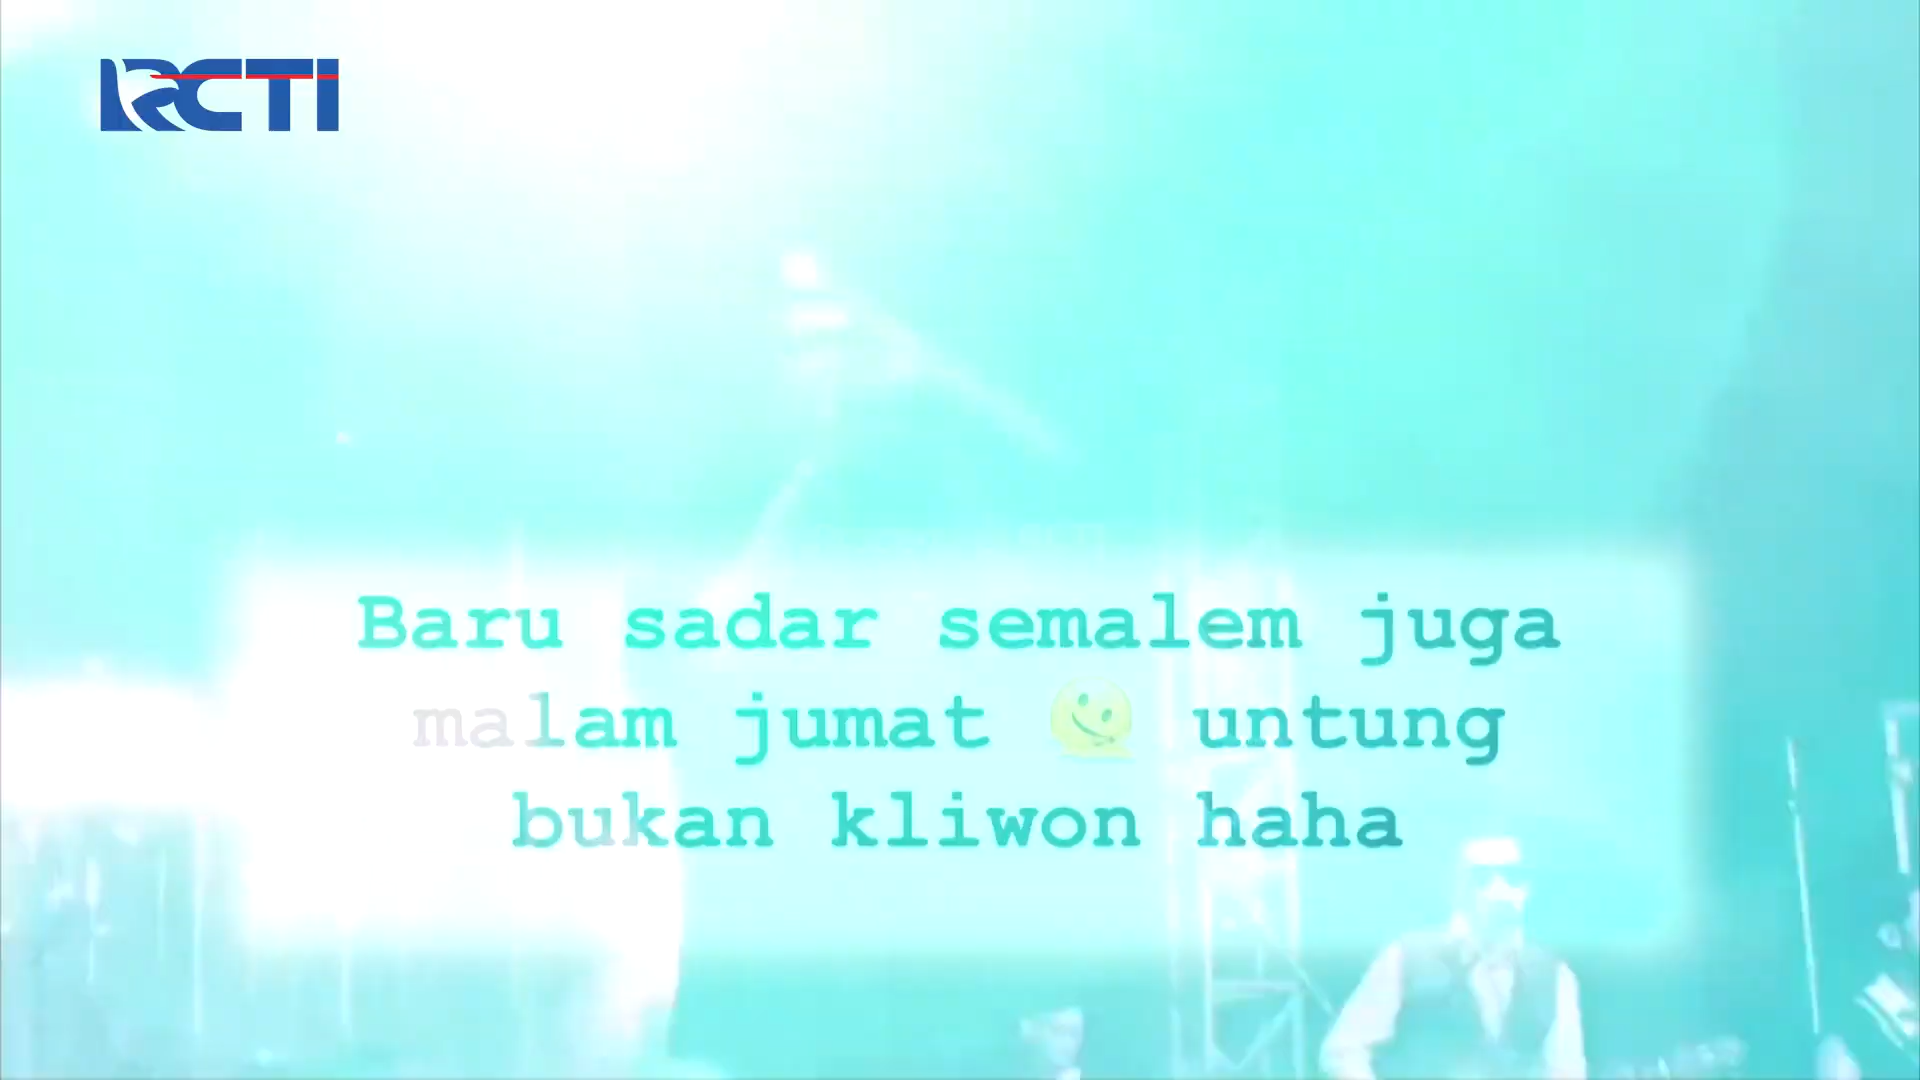 RCTI
Baru sadar semalem juga
malam jumat 🫠 untung
bukan kliwon haha